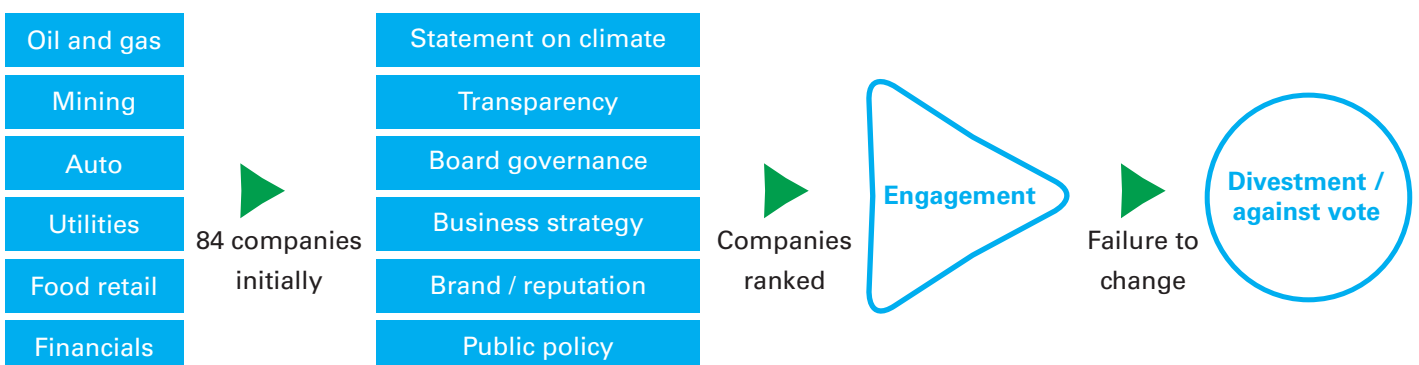 Oil and gas
Mining
Auto
Utilities
Food retail
Financials
84 companies
initially
Statement on climate
Transparency
Board governance
Business strategy
Brand / reputation
Public policy
Companies
ranked
Engagement
Failure to
change
Divestment /
against vote